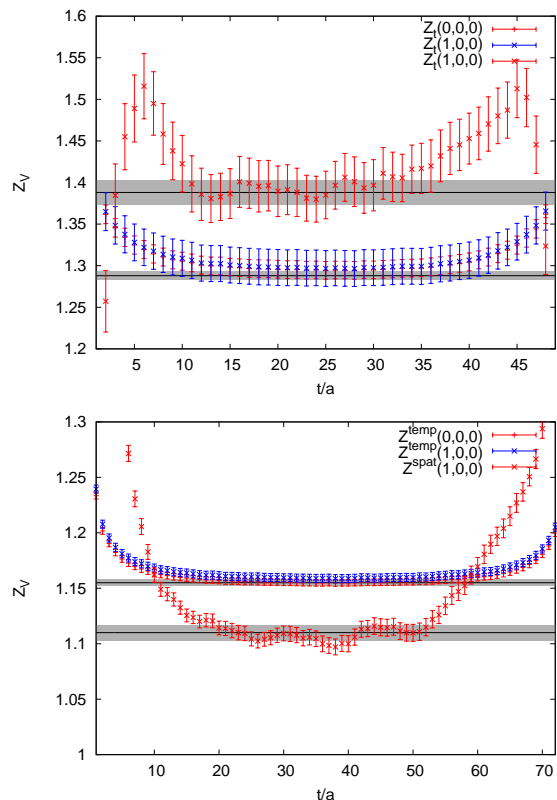 1.6
1.55
1.5
1.45
1.4
1.35
1.3
1.25
1.2
Z_V
Z_t(0,0,0)
Z_t(1,0,0)
Z_t(1,0,0)
5 10 15 20 25 30 35 40 45
t/a
1.3
1.25
1.2
1.15
1.1
1.05
1
Z_V
Z^temp(0,0,0)
Z^temp(1,0,0)
Z^spat(1,0,0)
10 20 30 40 50 60 70
t/a